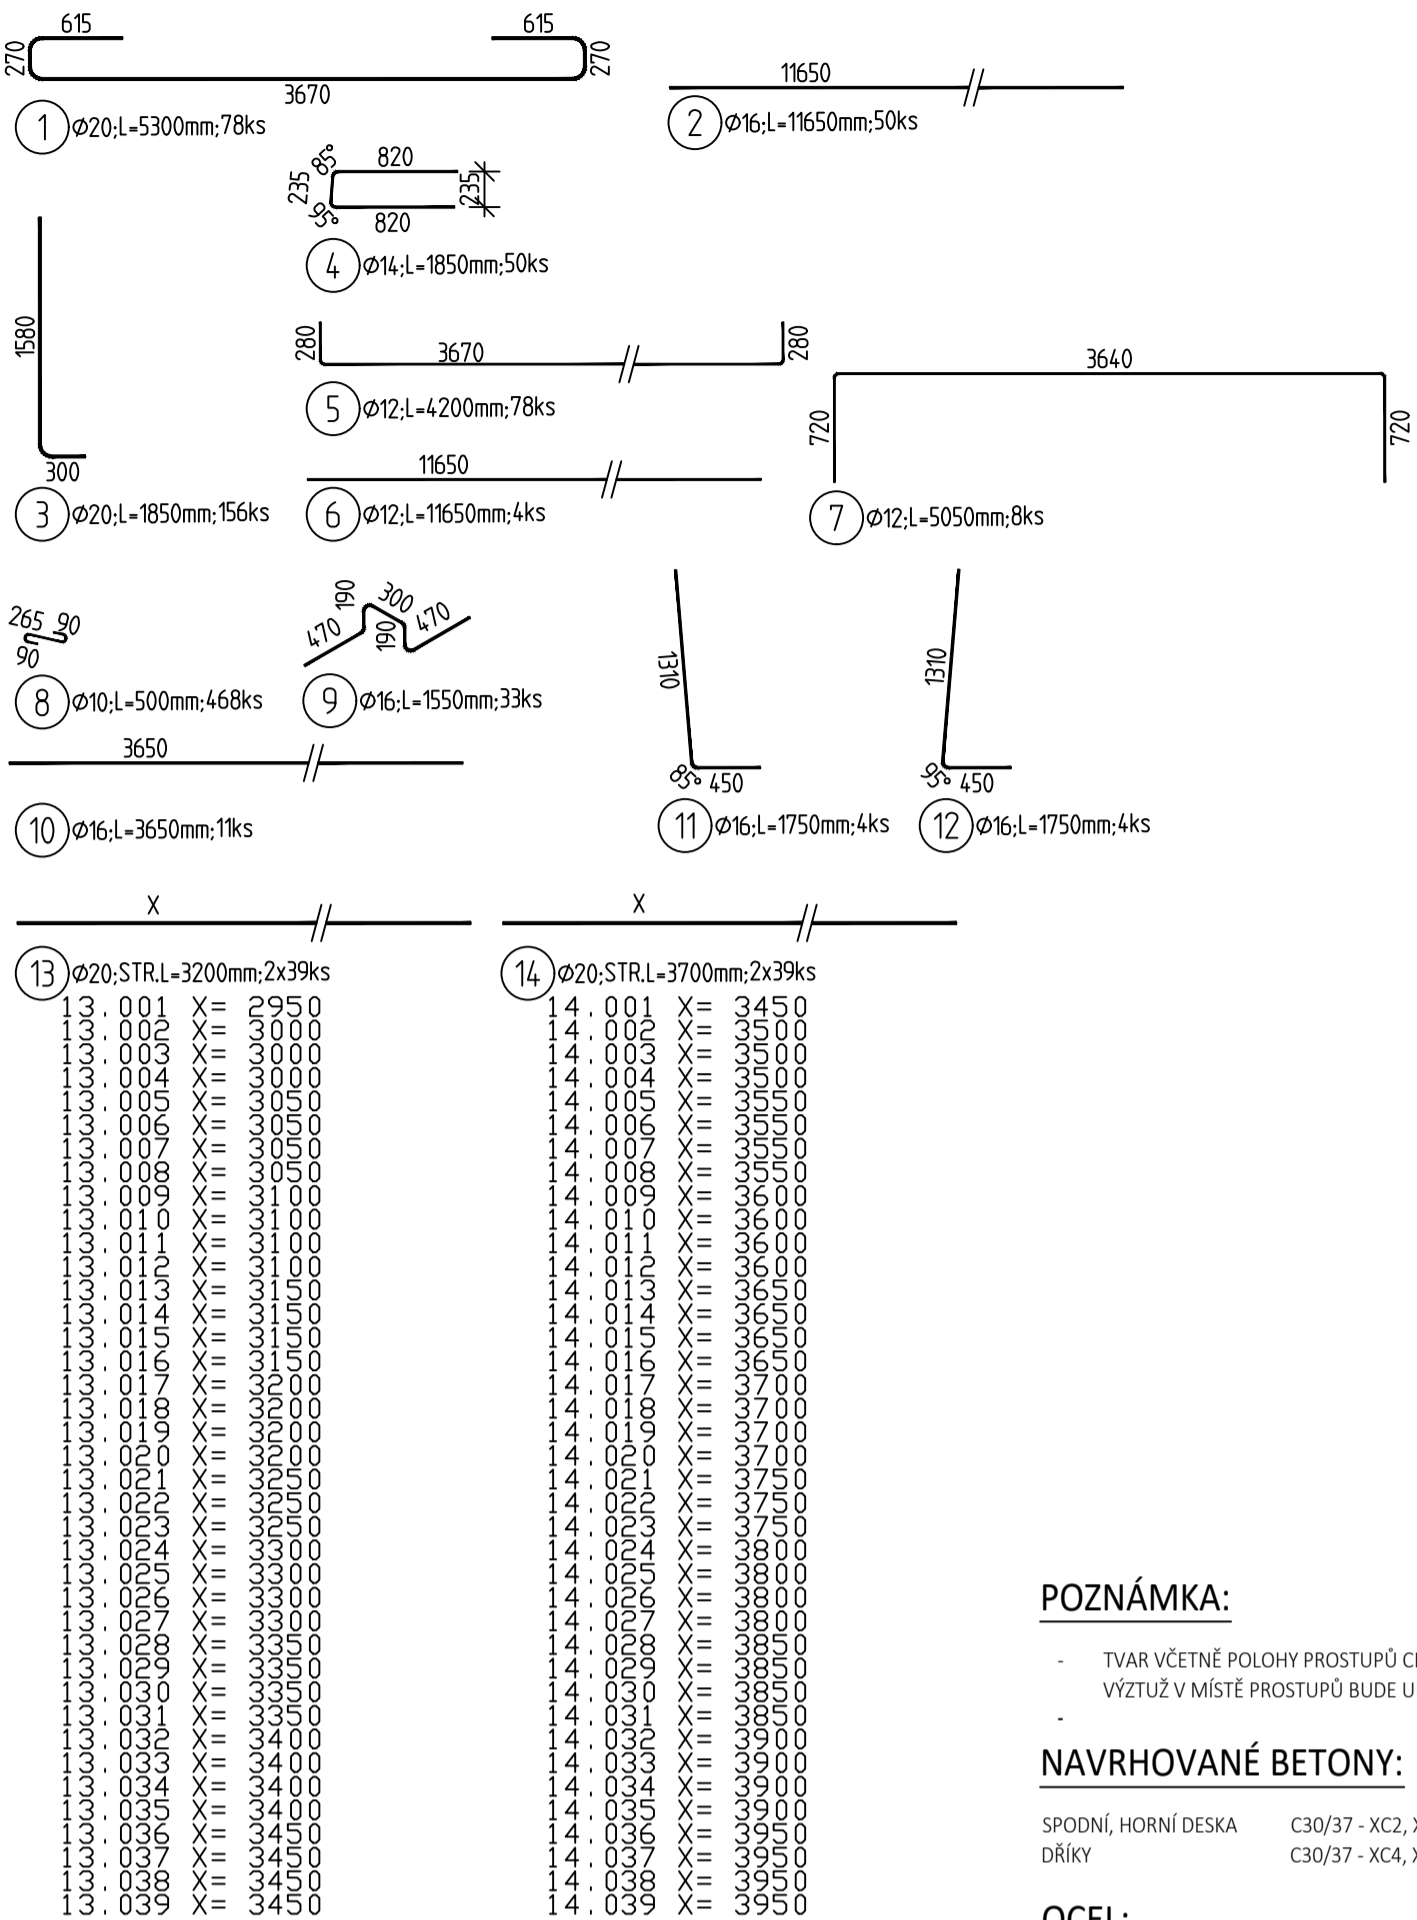 615 615
270 270
3670
1 Ø20;L=5300mm;78ks
11650
2 Ø16;L=11650mm;50ks
1580
300
3 Ø20;L=1850mm;156ks
85° 820
235 235
95° 820
4 Ø14;L=1850mm;50ks
280 3670 280
5 Ø12;L=4200mm;78ks
11650
6 Ø12;L=11650mm;4ks
3640
720 720
7 Ø12;L=5050mm;8ks
265 90
90
8 Ø10;L=500mm;468ks
470 190 300 190 470
9 Ø16;L=1550mm;33ks
3650
10 Ø16;L=3650mm;11ks
1310
85° 450
11 Ø16;L=1750mm;4ks
1310
95° 450
12 Ø16;L=1750mm;4ks
X
13 Ø20;STR.L=3200mm;2x39ks
13.001 X= 2950
13.002 X= 3000
13.003 X= 3000
13.004 X= 3000
13.005 X= 3050
13.006 X= 3050
13.007 X= 3050
13.008 X= 3050
13.009 X= 3100
13.010 X= 3100
13.011 X= 3100
13.012 X= 3100
13.013 X= 3150
13.014 X= 3150
13.015 X= 3150
13.016 X= 3150
13.017 X= 3200
13.018 X= 3200
13.019 X= 3200
13.020 X= 3200
13.021 X= 3250
13.022 X= 3250
13.023 X= 3250
13.024 X= 3300
13.025 X= 3300
13.026 X= 3300
13.027 X= 3300
13.028 X= 3350
13.029 X= 3350
13.030 X= 3350
13.031 X= 3350
13.032 X= 3400
13.033 X= 3400
13.034 X= 3400
13.035 X= 3400
13.036 X= 3450
13.037 X= 3450
13.038 X= 3450
13.039 X= 3450
X
14 Ø20;STR.L=3700mm;2x39ks
14.001 X= 3450
14.002 X= 3500
14.003 X= 3500
14.004 X= 3500
14.005 X= 3550
14.006 X= 3550
14.007 X= 3550
14.008 X= 3550
14.009 X= 3600
14.010 X= 3600
14.011 X= 3600
14.012 X= 3600
14.013 X= 3650
14.014 X= 3650
14.015 X= 3650
14.016 X= 3650
14.017 X= 3700
14.018 X= 3700
14.019 X= 3700
14.020 X= 3700
14.021 X= 3750
14.022 X= 3750
14.023 X= 3750
14.024 X= 3800
14.025 X= 3800
14.026 X= 3800
14.027 X= 3800
14.028 X= 3850
14.029 X= 3850
14.030 X= 3850
14.031 X= 3850
14.032 X= 3900
14.033 X= 3900
14.034 X= 3900
14.035 X= 3900
14.036 X= 3950
14.037 X= 3950
14.038 X= 3950
14.039 X= 3950
POZNÁMKA:
- TVAR VČETNĚ POLOHY PROSTUPŮ
VÝZTUŽ V MÍSTĚ PROSTUPŮ BUDE U
-
NAVRHOVANÉ BETONY:
SPODNÍ, HORNÍ DESKA C30/37 - XC2,
DŘÍKY C30/37 - XC4,